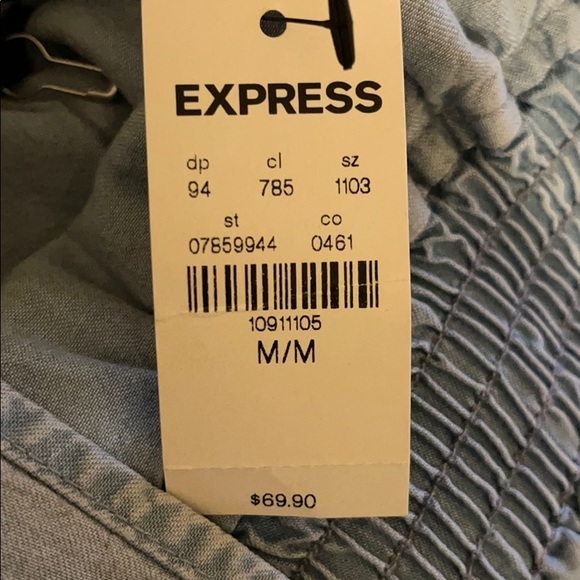 EXPRESS
dp cl sz
94 785 1103
st co
07859944 0461
10911105
M/M
$69.90